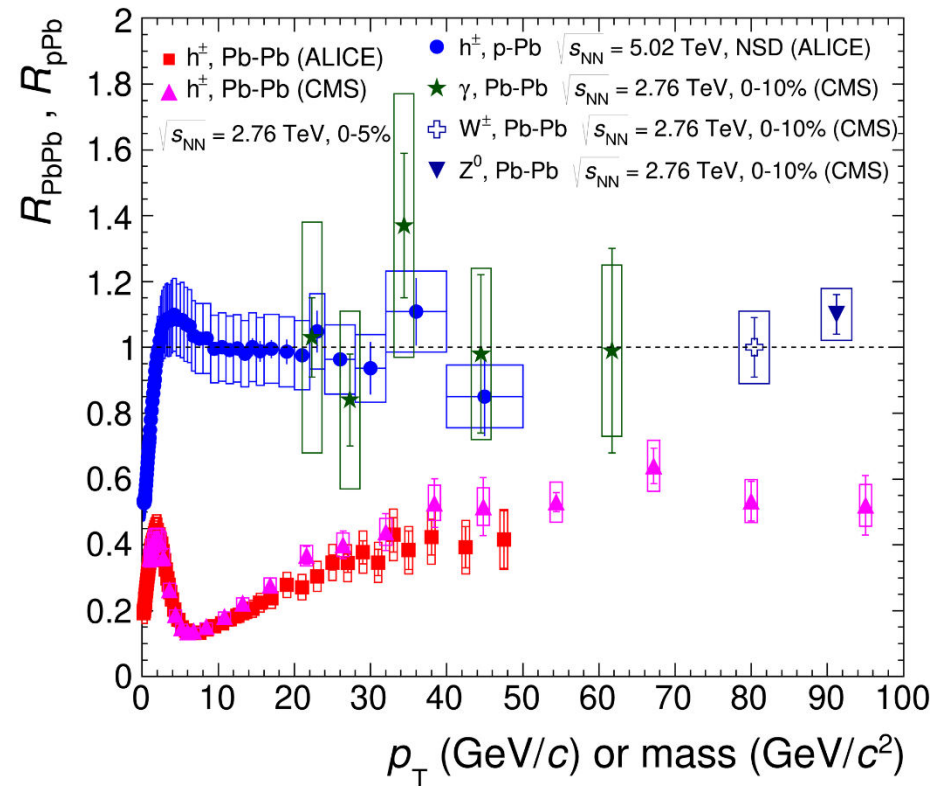 R_PbPb , R_pPb
2
1.8
1.6
1.4
1.2
1
0.8
0.6
0.4
0.2
0
h±, Pb-Pb (ALICE)
h±, Pb-Pb (CMS)
√s_NN = 2.76 TeV, 0-5%
h±, p-Pb √s_NN = 5.02 TeV, NSD (ALICE)
γ, Pb-Pb √s_NN = 2.76 TeV, 0-10% (CMS)
W±, Pb-Pb √s_NN = 2.76 TeV, 0-10% (CMS)
Z⁰, Pb-Pb √s_NN = 2.76 TeV, 0-10% (CMS)
0 10 20 30 40 50 60 70 80 90 100
p_T (GeV/c) or mass (GeV/c²)